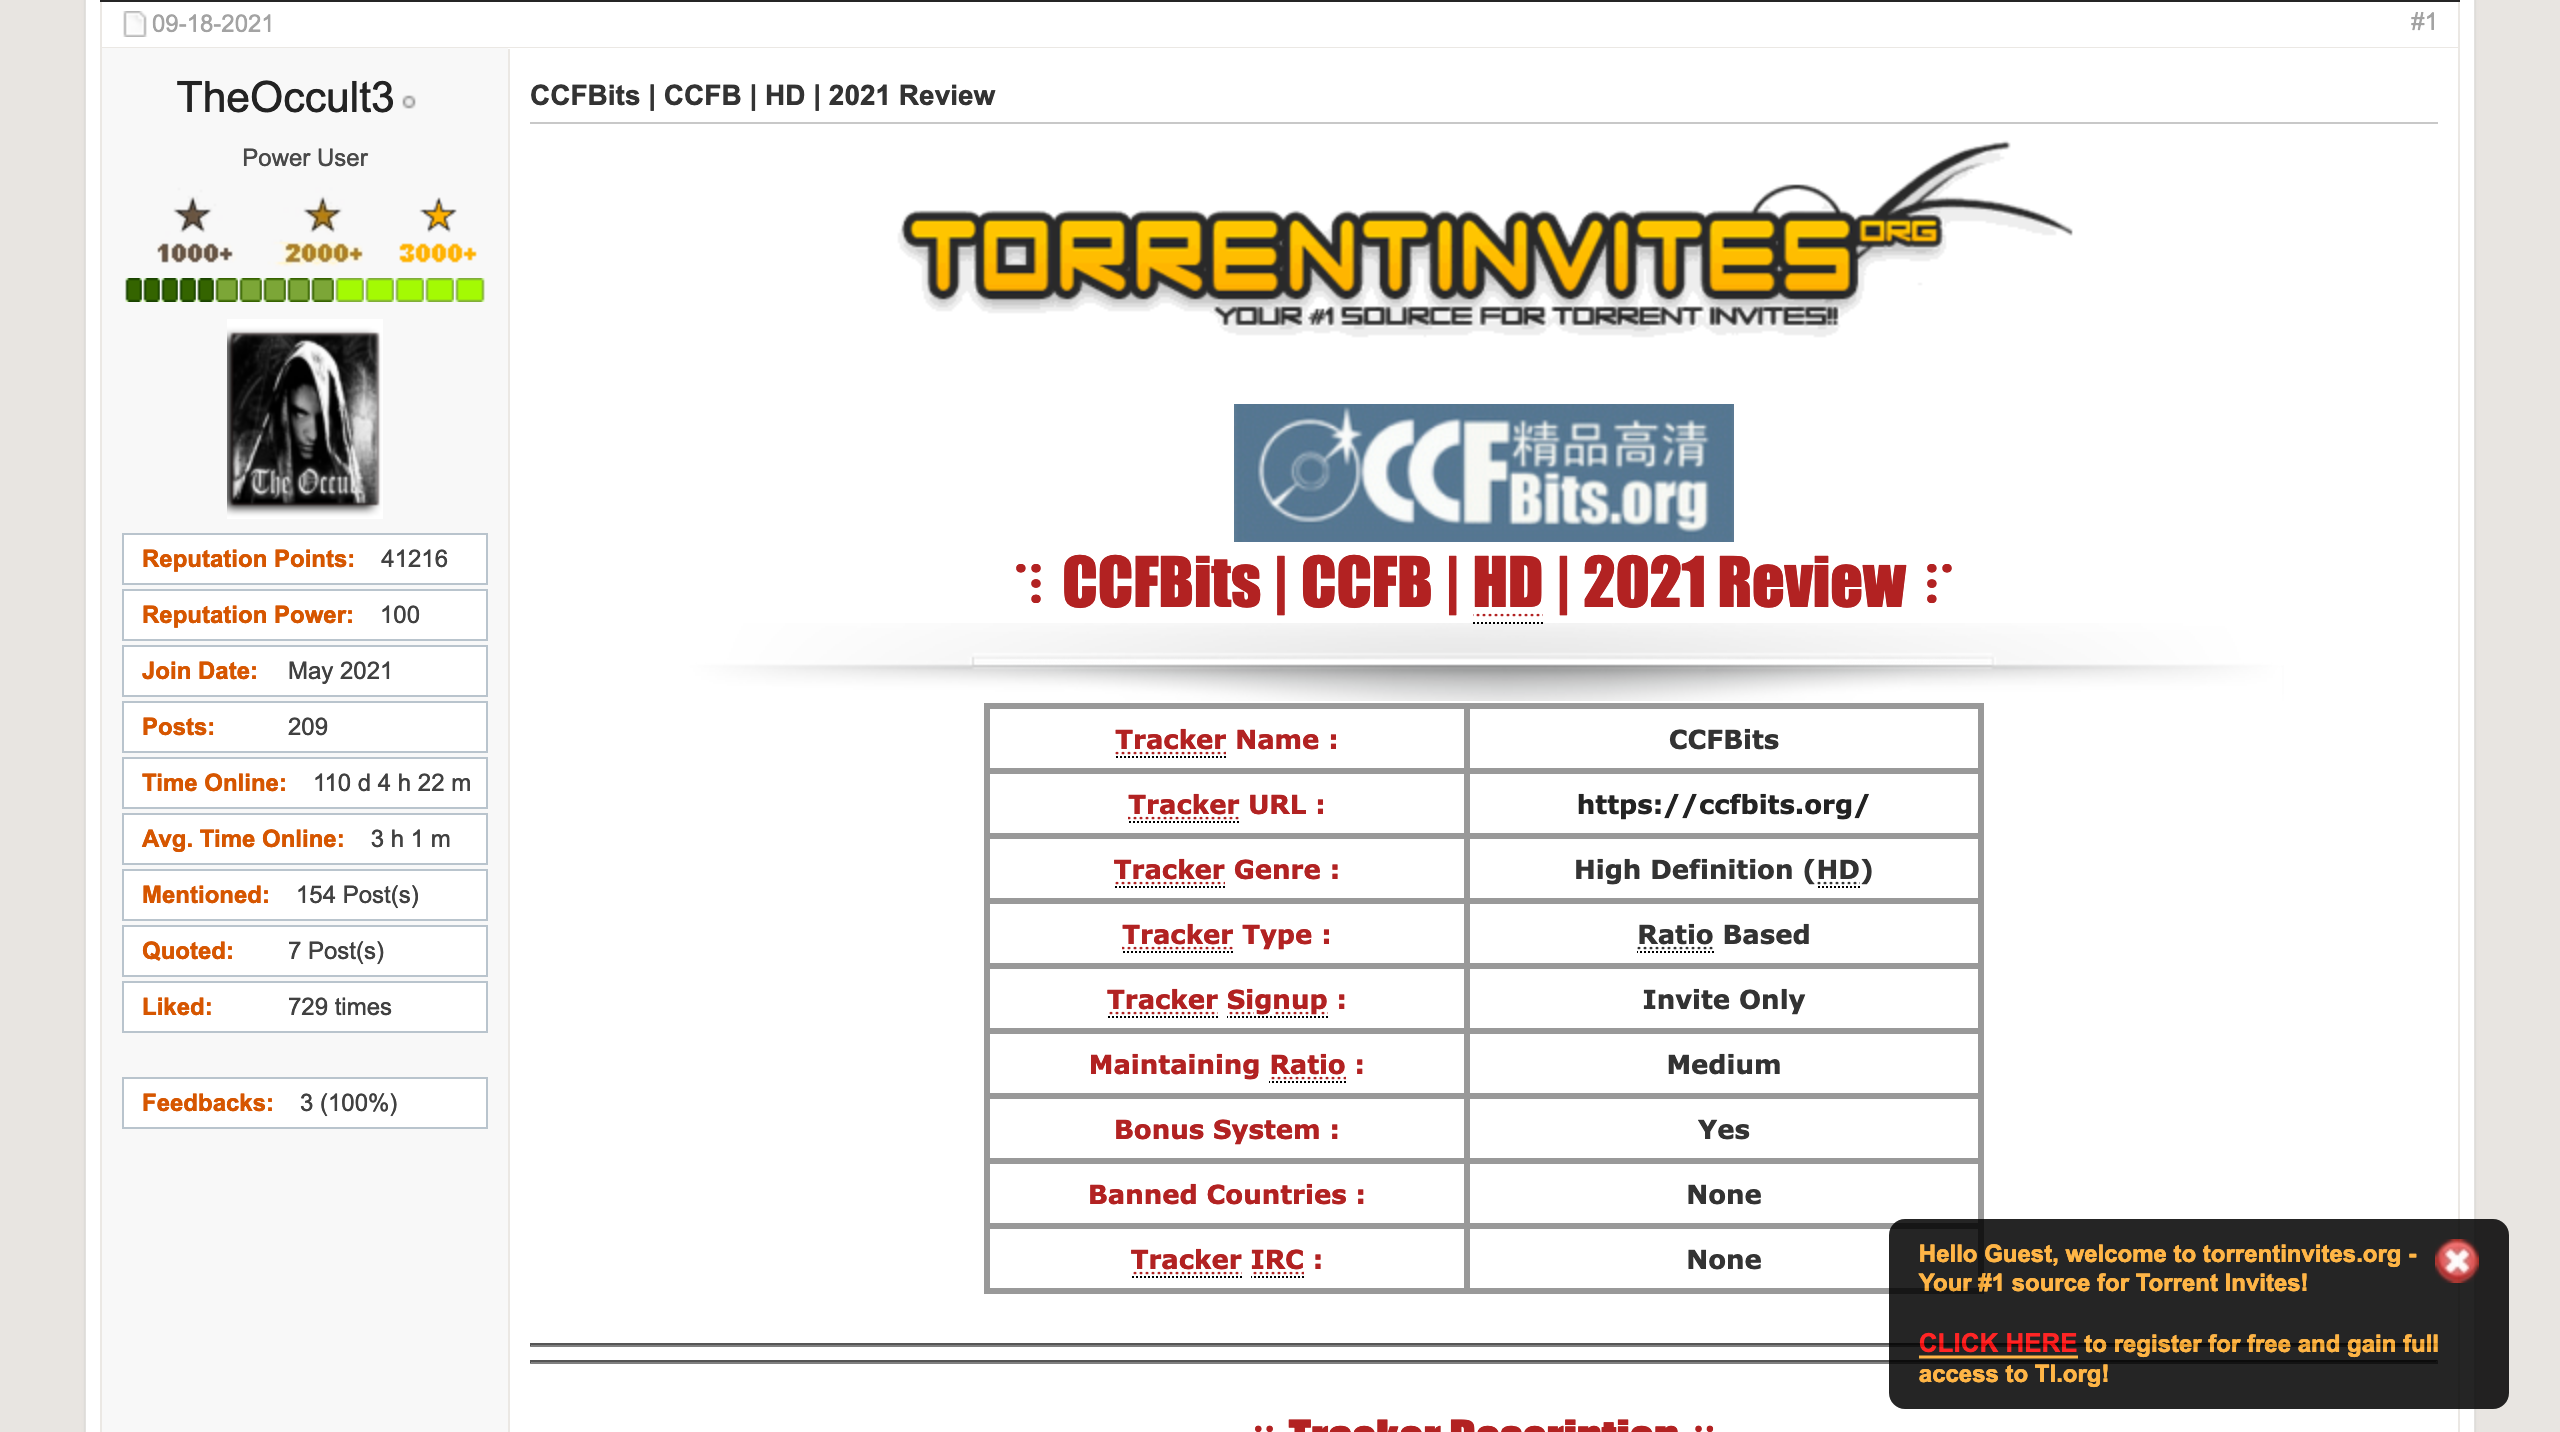 09-18-2021
#1
TheOccult3
Power User
1000+ 2000+ 3000+
The Occu
Reputation Points: 41216
Reputation Power: 100
Join Date: May 2021
Posts: 209
Time Online: 110 d 4 h 22 m
Avg. Time Online: 3 h 1 m
Mentioned: 154 Post(s)
Quoted: 7 Post(s)
Liked: 729 times
Feedbacks: 3 (100%)
CCFBits | CCFB | HD | 2021 Review
TORRENTINVITES ORG
YOUR #1 SOURCE FOR TORRENT INVITES!!
CCF 精品高清
Bits.org
CCFBits | CCFB | HD | 2021 Review
Tracker Name : CCFBits
Tracker URL : https://ccfbits.org/
Tracker Genre : High Definition (HD)
Tracker Type : Ratio Based
Tracker Signup : Invite Only
Maintaining Ratio : Medium
Bonus System : Yes
Banned Countries : None
Tracker IRC : None
Tracker Description
Hello Guest, welcome to torrentinvites.org -
Your #1 source for Torrent Invites!
CLICK HERE to register for free and gain full
access to TI.org!